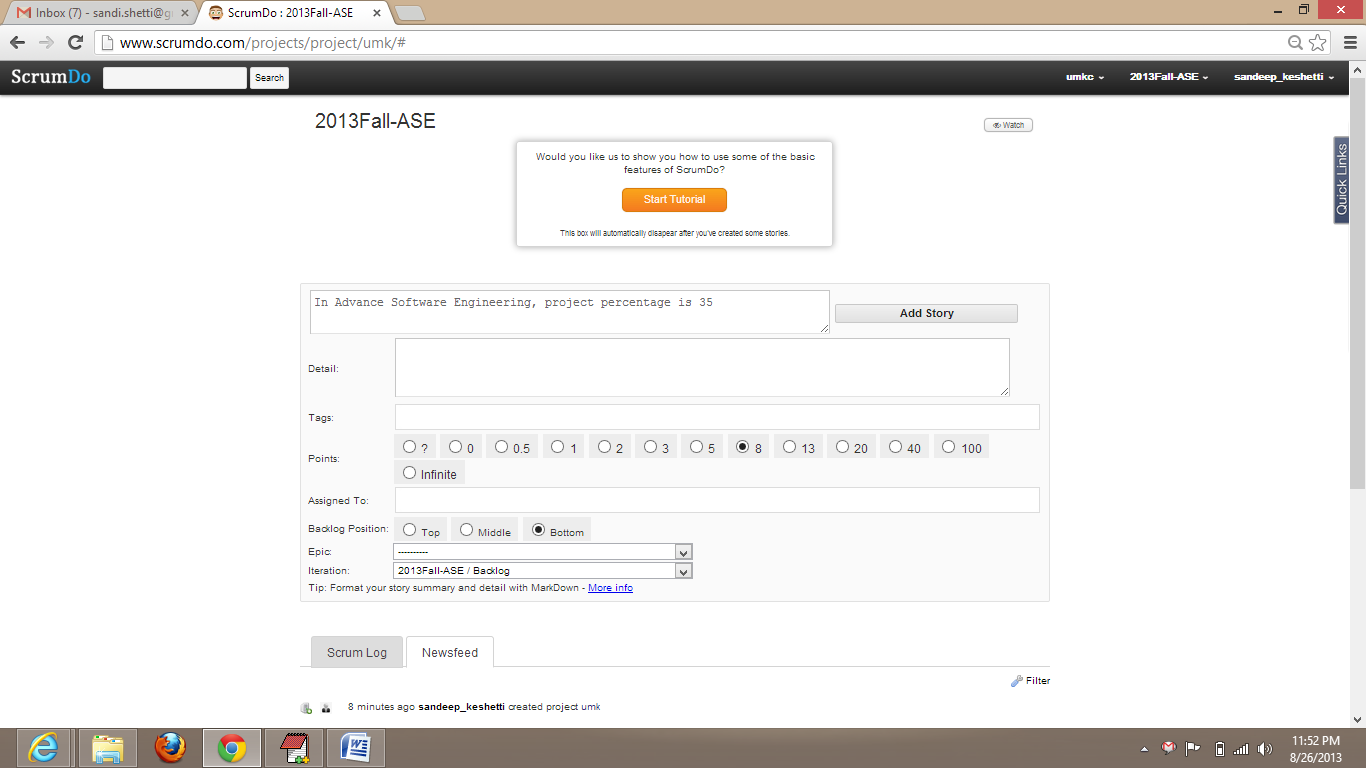 Inbox (7) - sandi.shetti@g
ScrumDo : 2013Fall-ASE
www.scrumdo.com/projects/project/umk/#
ScrumDo
Search
umkc
2013Fall-ASE
sandeep_keshetti
2013Fall-ASE
Watch
Quick Links
Would you like us to show you how to use some of the basic
features of ScrumDo?
Start Tutorial
This box will automatically disapear after you've created some stories.
In Advance Software Engineering, project percentage is 35
Add Story
Detail:
Tags:
Points:
? 0 0.5 1 2 3 5 8 13 20 40 100
Infinite
Assigned To:
Backlog Position: Top Middle Bottom
Epic: ----------
Iteration: 2013Fall-ASE / Backlog
Tip: Format your story summary and detail with MarkDown - More info
Scrum Log
Newsfeed
Filter
8 minutes ago sandeep_keshetti created project umk
11:52 PM
8/26/2013